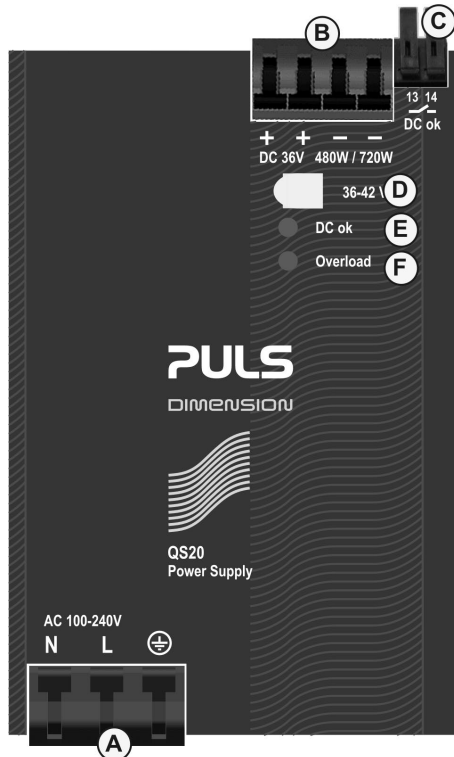 B
C
13 14
DC ok
+ + – –
DC 36V 480W / 720W
36-42 V
D
DC ok
E
Overload
F
PULS
DIMENSION
QS20
Power Supply
AC 100-240V
N L
A